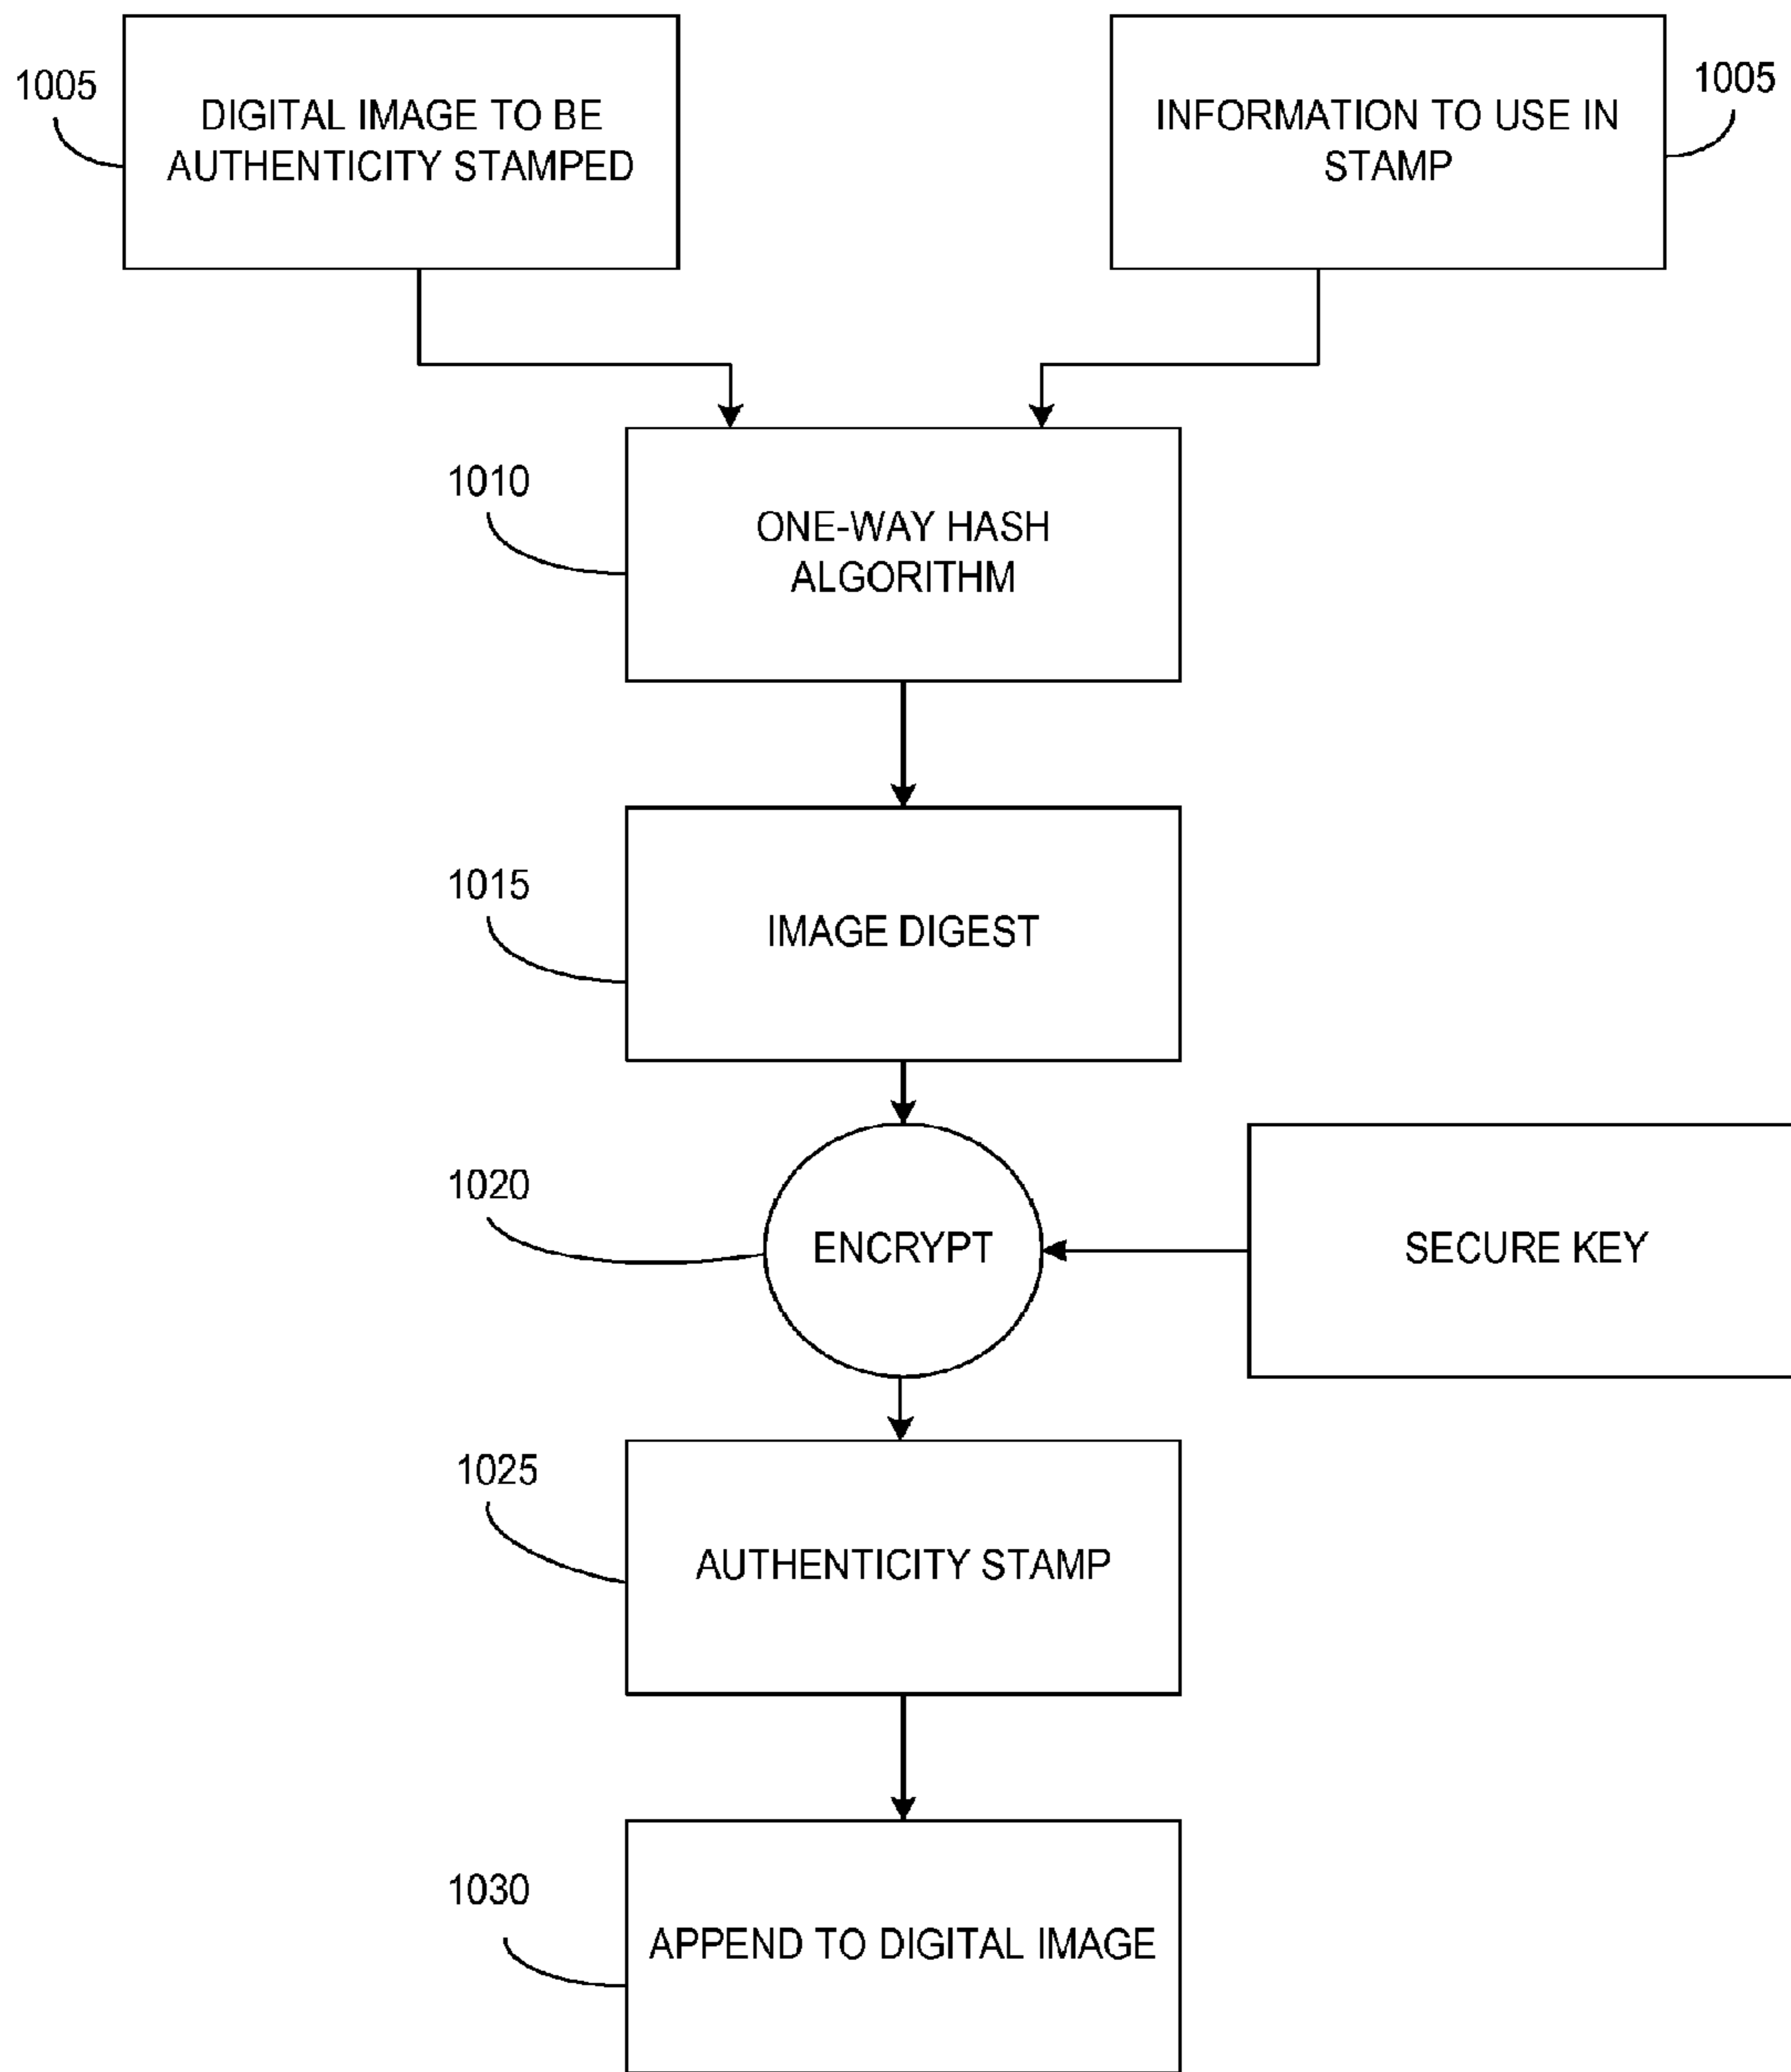 1005
DIGITAL IMAGE TO BE
AUTHENTICITY STAMPED
INFORMATION TO USE IN
STAMP
1005
1010
ONE-WAY HASH
ALGORITHM
1015
IMAGE DIGEST
1020
ENCRYPT
SECURE KEY
1025
AUTHENTICITY STAMP
1030
APPEND TO DIGITAL IMAGE